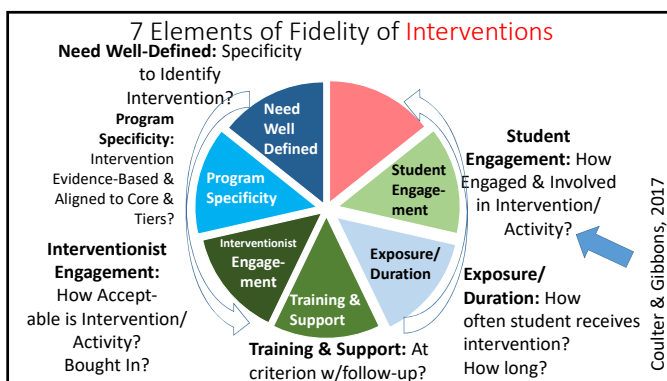 7 Elements of Fidelity of Interventions
Need Well-Defined: Specificity
to Identify
Intervention?
Program
Specificity:
Intervention
Evidence-Based &
Aligned to Core &
Tiers?
Interventionist
Engagement:
How Accept-
able is Intervention/
Activity?
Bought In?
Need
Well
Defined
Program
Specificity
Interventionist
Engage-
ment
Training &
Support
Exposure/
Duration
Student
Engage-
ment
Training & Support: At
criterion w/follow-up?
Student
Engagement: How
Engaged & Involved
in Intervention/
Activity?
Exposure/
Duration: How
often student receives
intervention?
How long?
Coulter & Gibbons, 2017